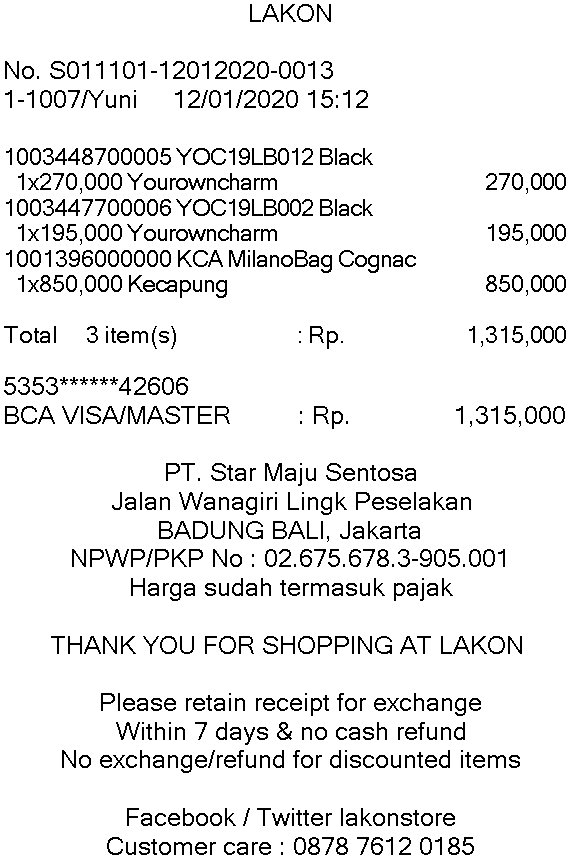 LAKON
No. S011101-12012020-0013
1-1007/Yuni 12/01/2020 15:12
1003448700005 YOC19LB012 Black
1x270,000 Yourowncharm 270,000
1003447700006 YOC19LB002 Black
1x195,000 Yourowncharm 195,000
1001396000000 KCA MilanoBag Cognac
1x850,000 Kecapung 850,000
Total 3 item(s) : Rp. 1,315,000
5353******42606
BCA VISA/MASTER : Rp. 1,315,000
PT. Star Maju Sentosa
Jalan Wanagiri Lingk Peselakan
BADUNG BALI, Jakarta
NPWP/PKP No : 02.675.678.3-905.001
Harga sudah termasuk pajak
THANK YOU FOR SHOPPING AT LAKON
Please retain receipt for exchange
Within 7 days & no cash refund
No exchange/refund for discounted items
Facebook / Twitter lakonstore
Customer care : 0878 7612 0185